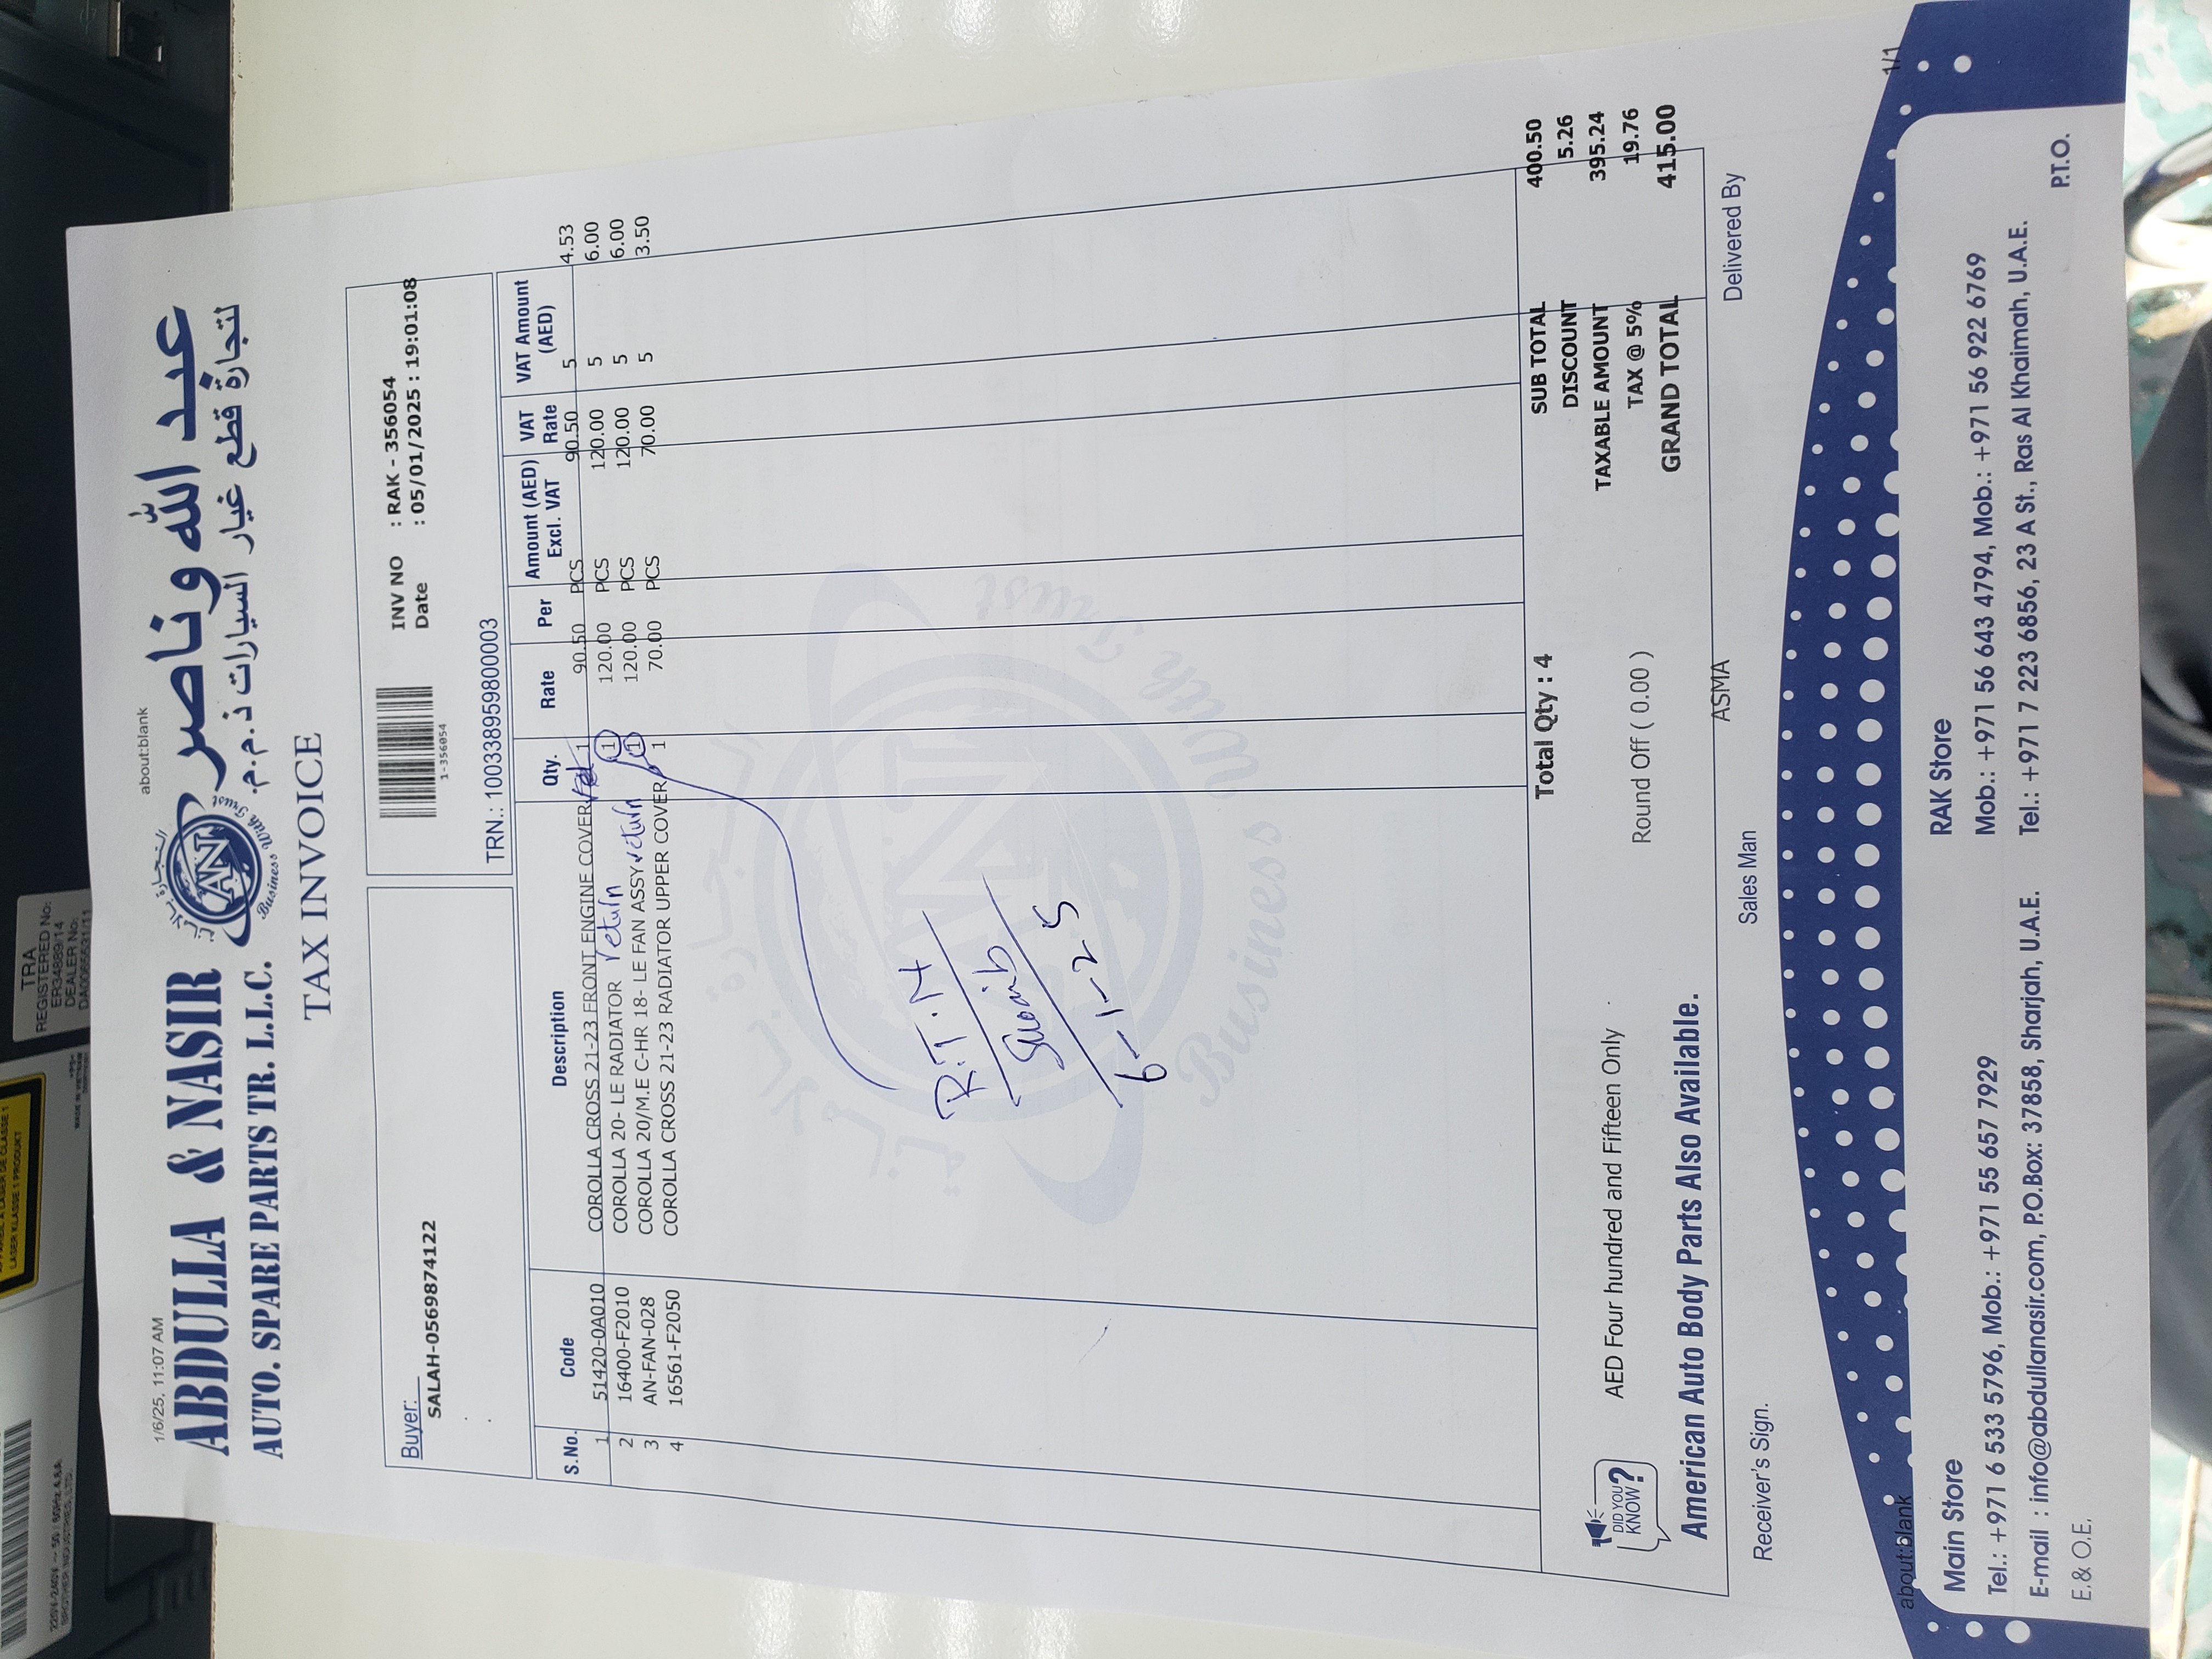 TRA
REGISTERED No:
ER34889/14
DEALER No:
1/6/25, 11:07 AM
about:blank
ABDULLA & NASIR
عبد الله وناصر
AUTO. SPARE PARTS TR. L.L.C.
لتجارة قطع غيار السيارات ذ.م.م.
AN
Business With Trust
TAX INVOICE
Buyer:
SALAH-0569874122
1-356054
INV NO : RAK - 356054
Date : 05/01/2025 : 19:01:08
TRN.: 100338959800003
S.No. Code Description Qty. Rate Per Amount (AED) Excl. VAT VAT Rate VAT Amount (AED)
1 51420-0A010 COROLLA CROSS 21-23 FRONT ENGINE COVER 1 90.50 PCS 90.50 5 4.53
2 16400-F2010 COROLLA 20- LE RADIATOR return 1 120.00 PCS 120.00 5 6.00
3 AN-FAN-028 COROLLA 20/M.E C-HR 18- LE FAN ASSY return 1 120.00 PCS 120.00 5 6.00
4 16561-F2050 COROLLA CROSS 21-23 RADIATOR UPPER COVER 1 70.00 PCS 70.00 5 3.50
R.T.N
6-1-25
Business With Trust
Total Qty : 4
SUB TOTAL 400.50
DISCOUNT 5.26
TAXABLE AMOUNT 395.24
TAX @ 5% 19.76
GRAND TOTAL 415.00
DID YOU KNOW?
AED Four hundred and Fifteen Only .
Round Off ( 0.00 )
American Auto Body Parts Also Available.
ASMA
Receiver's Sign. Sales Man Delivered By
about:blank
1/1
Main Store
Tel.: +971 6 533 5796, Mob.: +971 55 657 7929
E-mail : info@abdullanasir.com, P.O.Box: 37858, Sharjah, U.A.E.
RAK Store
Mob.: +971 56 643 4794, Mob.: +971 56 922 6769
Tel.: +971 7 223 6856, 23 A St., Ras Al Khaimah, U.A.E.
E.& O.E.
P.T.O.